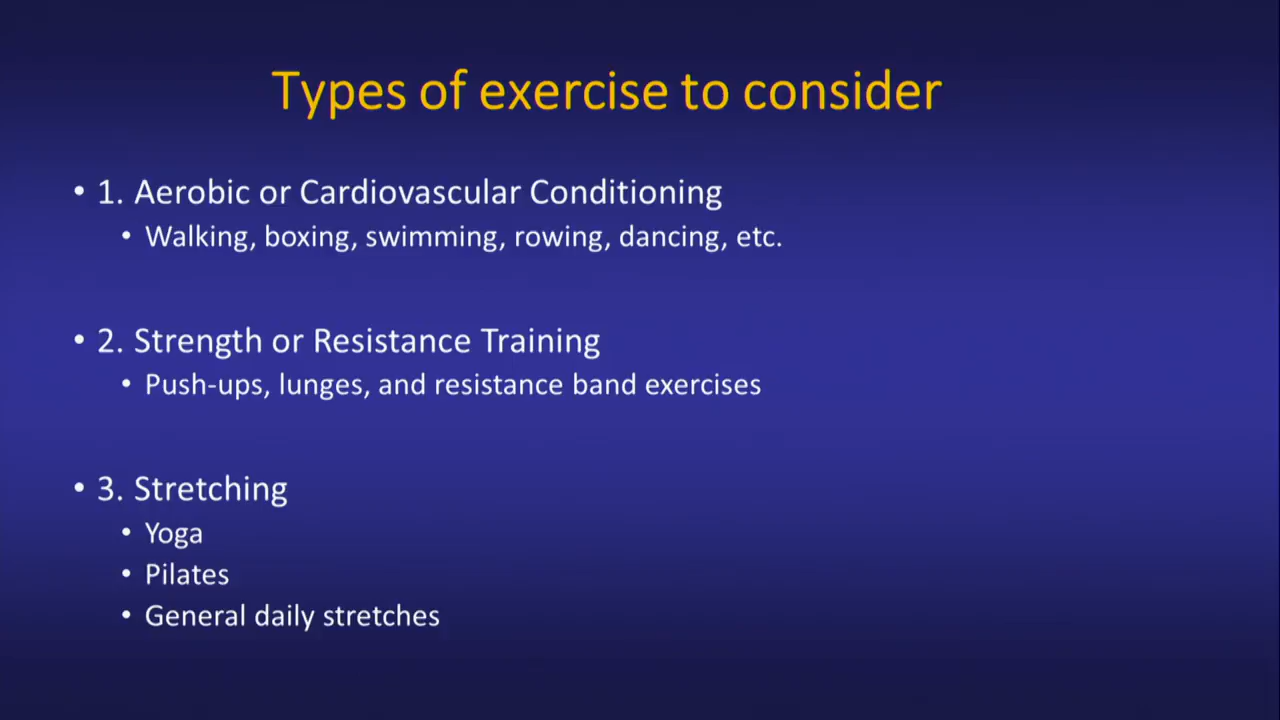 Types of exercise to consider
• 1. Aerobic or Cardiovascular Conditioning
• Walking, boxing, swimming, rowing, dancing, etc.
• 2. Strength or Resistance Training
• Push-ups, lunges, and resistance band exercises
• 3. Stretching
• Yoga
• Pilates
• General daily stretches